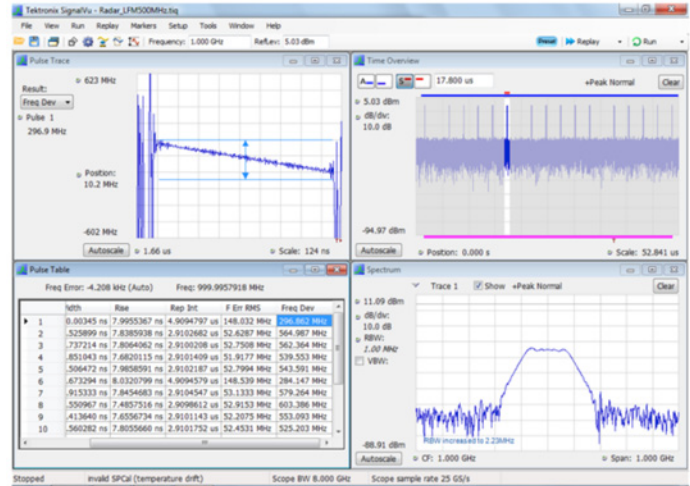 Tektronix SignalVu - Radar_LFM500MHz.tiq
File View Run Replay Markers Setup Tools Window Help
Frequency: 1.000 GHz RefLev: 5.03 dBm Preset Replay Run
Pulse Trace
623 MHz
Result:
Freq Dev
Pulse 1
296.9 MHz
Position:
10.2 MHz
-602 MHz
Autoscale 1.66 us Scale: 124 ns
Time Overview
17.800 us +Peak Normal Clear
5.03 dBm
dB/div:
10.0 dB
-94.97 dBm
Autoscale Position: 0.000 s Scale: 52.841 us
Pulse Table
Freq Error: -4.208 kHz (Auto) Freq: 999.9957918 MHz
Width Rise Rep Int F Err RMS Freq Dev
1 0.00345 ns 7.9955367 ns 4.9094797 us 148.032 MHz 296.862 MHz
2 .525899 ns 7.8385938 ns 2.9102682 us 52.6287 MHz 564.987 MHz
3 .737214 ns 7.8064062 ns 2.9100208 us 52.7508 MHz 562.364 MHz
4 .851043 ns 7.6820115 ns 2.9101409 us 51.9177 MHz 539.553 MHz
5 .506472 ns 7.9858591 ns 2.9102187 us 52.7994 MHz 543.591 MHz
6 .673294 ns 8.0320799 ns 4.9094579 us 148.539 MHz 284.147 MHz
7 .915333 ns 7.8454683 ns 2.9104547 us 53.1333 MHz 579.264 MHz
8 .550967 ns 7.4857516 ns 2.9098612 us 52.9153 MHz 603.386 MHz
9 .413640 ns 7.6556734 ns 2.9101143 us 52.2075 MHz 553.093 MHz
10 .560282 ns 7.8055660 ns 2.9101752 us 52.4531 MHz 525.203 MHz
Spectrum
Trace 1 Show +Peak Normal Clear
11.09 dBm
dB/div:
10.0 dB
RBW:
1.00 MHz
VBW:
-88.91 dBm
RBW increased to 2.23MHz
Autoscale CF: 1.000 GHz Span: 1.000 GHz
Stopped invalid SPCal (temperature drift) Scope BW 8.000 GHz Scope sample rate 25 GS/s